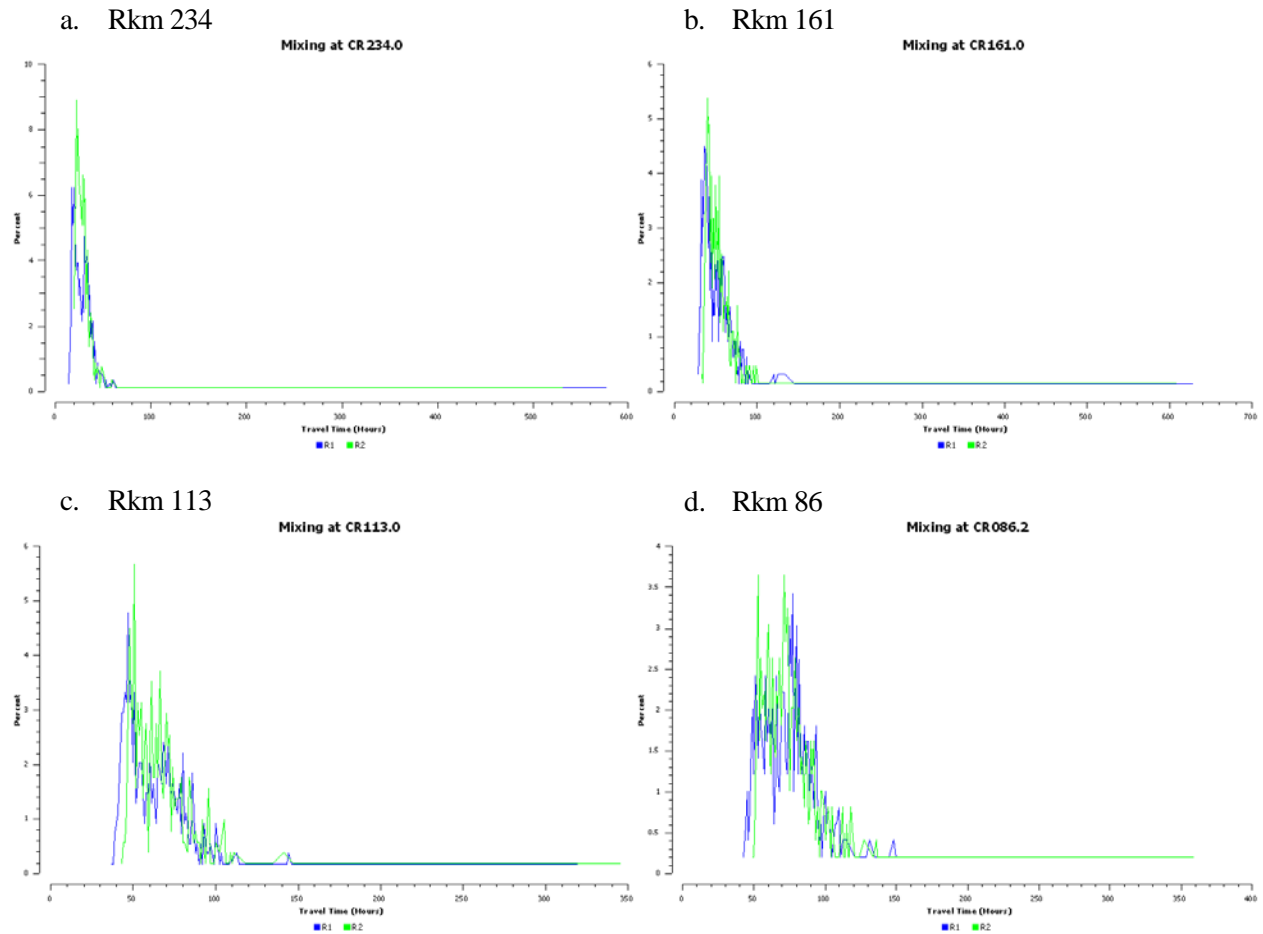 a. Rkm 234
Mixing at CR234.0
10
8
6
4
2
0
Percent
0 100 200 300 400 500 600
Travel Time (Hours)
R1 R2
b. Rkm 161
Mixing at CR161.0
6
5
4
3
2
1
0
Percent
0 100 200 300 400 500 600 700
Travel Time (Hours)
R1 R2
c. Rkm 113
Mixing at CR113.0
6
5
4
3
2
1
0
Percent
0 50 100 150 200 250 300 350
Travel Time (Hours)
R1 R2
d. Rkm 86
Mixing at CR086.2
4
3.5
3
2.5
2
1.5
1
0.5
0
Percent
0 50 100 150 200 250 300 350 400
Travel Time (Hours)
R1 R2